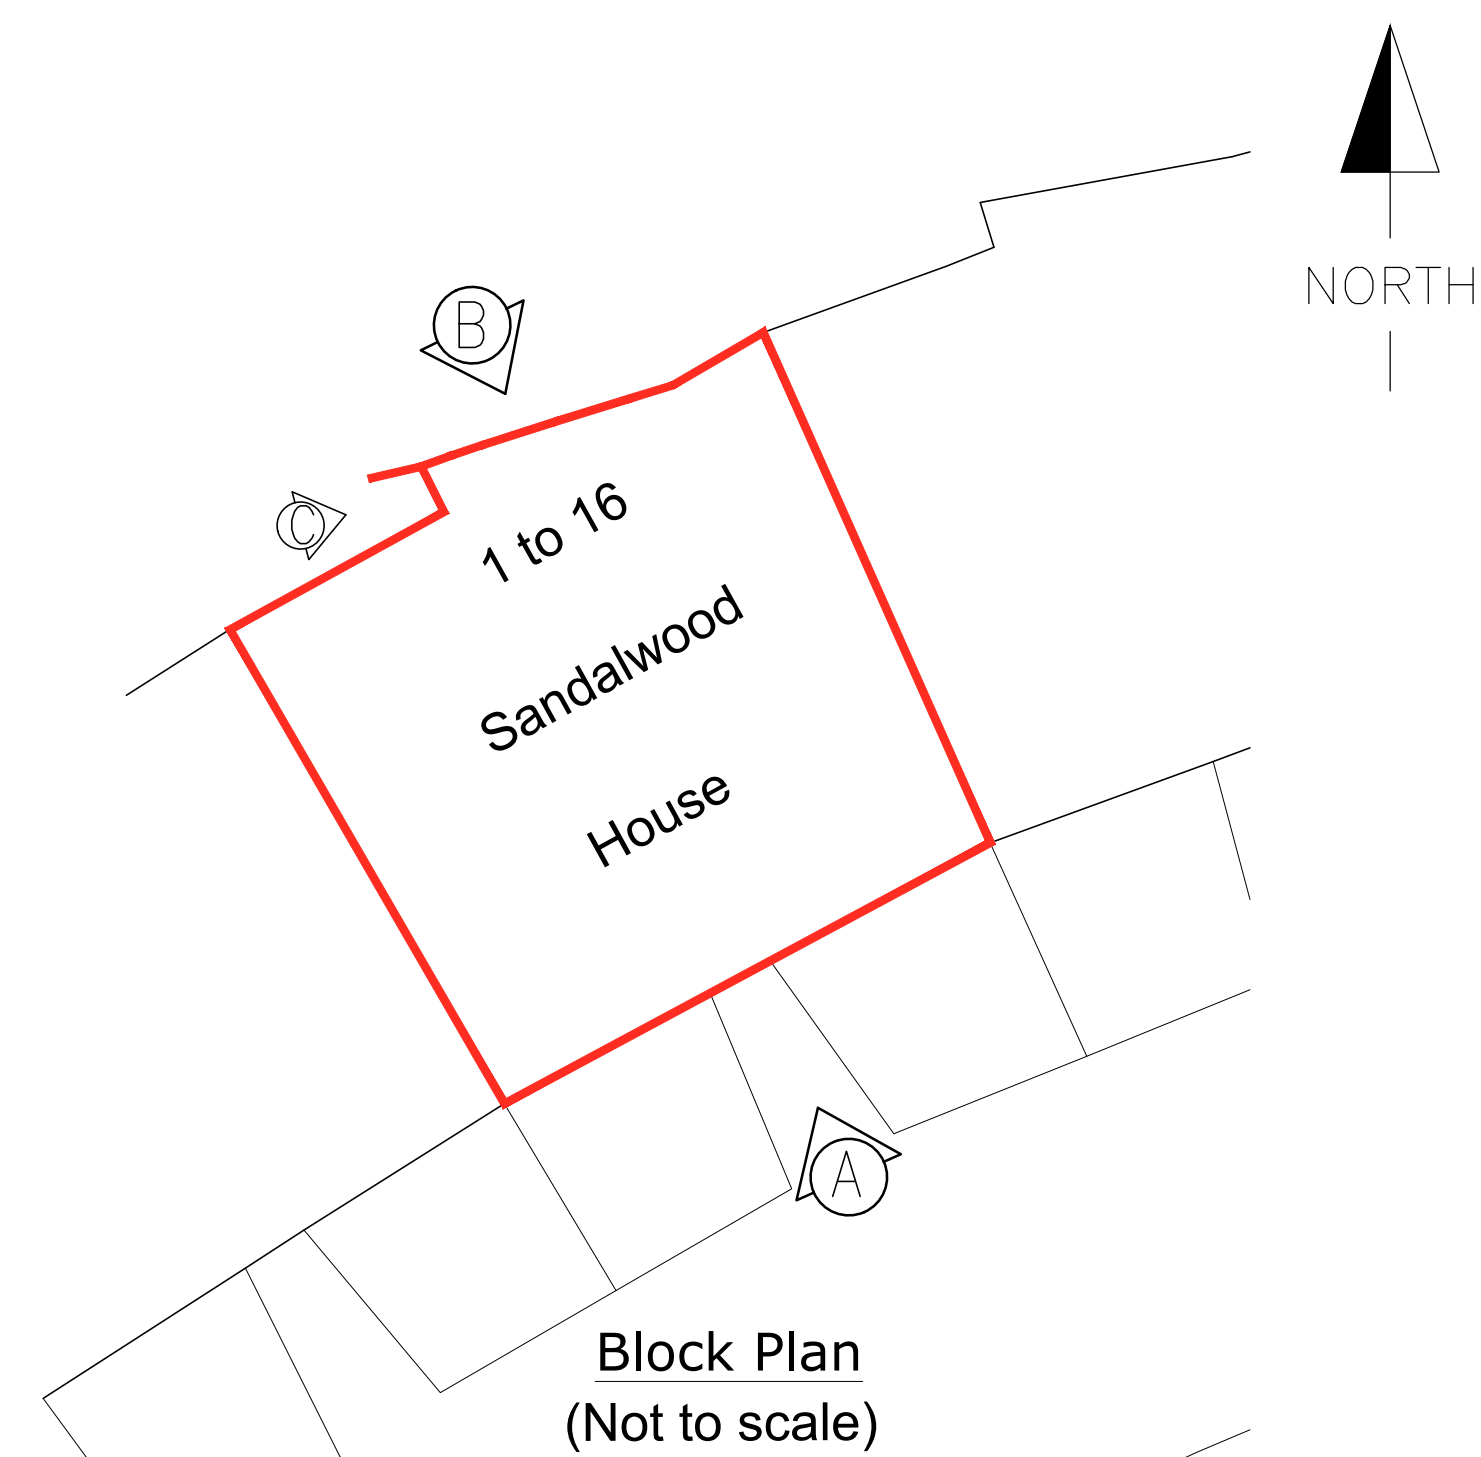 NORTH
B
C
1 to 16
Sandalwood
House
A
Block Plan
(Not to scale)